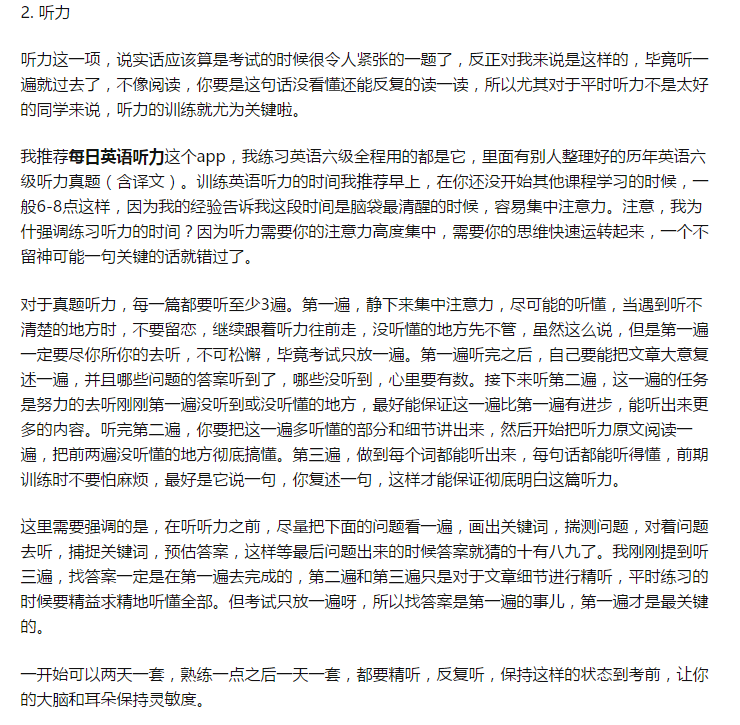 2. 听力
听力这一项，说实话应该算是考试的时候很令人紧张的一题了，反正对我来说是这样的，毕竟听一
遍就过去了，不像阅读，你要是这句话没看懂还能反复的读一读，所以尤其对于平时听力不是太好
的同学来说，听力的训练就尤为关键啦。
我推荐每日英语听力这个app，我练习英语六级全程用的都是它，里面有别人整理好的历年英语六
级听力真题（含译文）。训练英语听力的时间我推荐早上，在你还没开始其他课程学习的时候，一
般6-8点这样，因为我的经验告诉我这段时间是脑袋最清醒的时候，容易集中注意力。注意，我为
什强调练习听力的时间？因为听力需要你的注意力高度集中，需要你的思维快速运转起来，一个不
留神可能一句关键的话就错过了。
对于真题听力，每一篇都要听至少3遍。第一遍，静下来集中注意力，尽可能的听懂，当遇到听不
清楚的地方时，不要留恋，继续跟着听力往前走，没听懂的地方先不管，虽然这么说，但是第一遍
一定要尽你所你的去听，不可松懈，毕竟考试只放一遍。第一遍听完之后，自己要能把文章大意复
述一遍，并且哪些问题的答案听到了，哪些没听到，心里要有数。接下来听第二遍，这一遍的任务
是努力的去听刚刚第一遍没听到或没听懂的地方，最好能保证这一遍比第一遍有进步，能听出来更
多的内容。听完第二遍，你要把这一遍多听懂的部分和细节讲出来，然后开始把听力原文阅读一
遍，把前两遍没听懂的地方彻底搞懂。第三遍，做到每个词都能听出来，每句话都能听得懂，前期
训练时不要怕麻烦，最好是它说一句，你复述一句，这样才能保证彻底明白这篇听力。
这里需要强调的是，在听听力之前，尽量把下面的问题看一遍，画出关键词，揣测问题，对着问题
去听，捕捉关键词，预估答案，这样等最后问题出来的时候答案就猜的十有八九了。我刚刚提到听
三遍，找答案一定是在第一遍去完成的，第二遍和第三遍只是对于文章细节进行精听，平时练习的
时候要精益求精地听懂全部。但考试只放一遍呀，所以找答案是第一遍的事儿，第一遍才是最关键
的。
一开始可以两天一套，熟练一点之后一天一套，都要精听，反复听，保持这样的状态到考前，让你
的大脑和耳朵保持灵敏度。